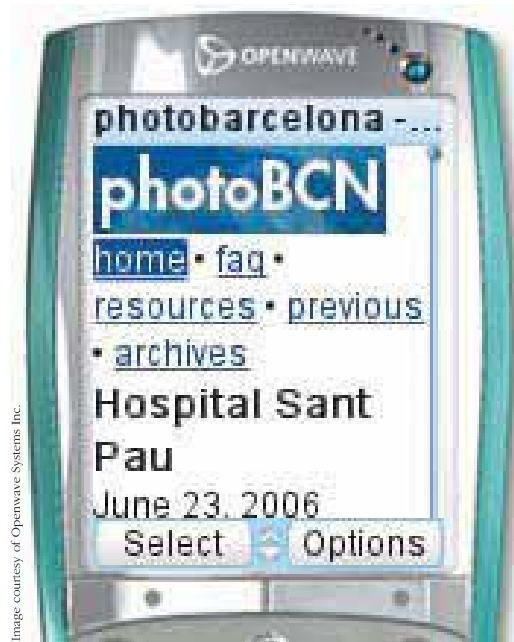 OPENWAVE
photobarcelona -...
photoBCN
home • faq •
resources • previous
• archives
Hospital Sant
Pau
June 23, 2006
Select Options
Image courtesy of Openwave Systems Inc.